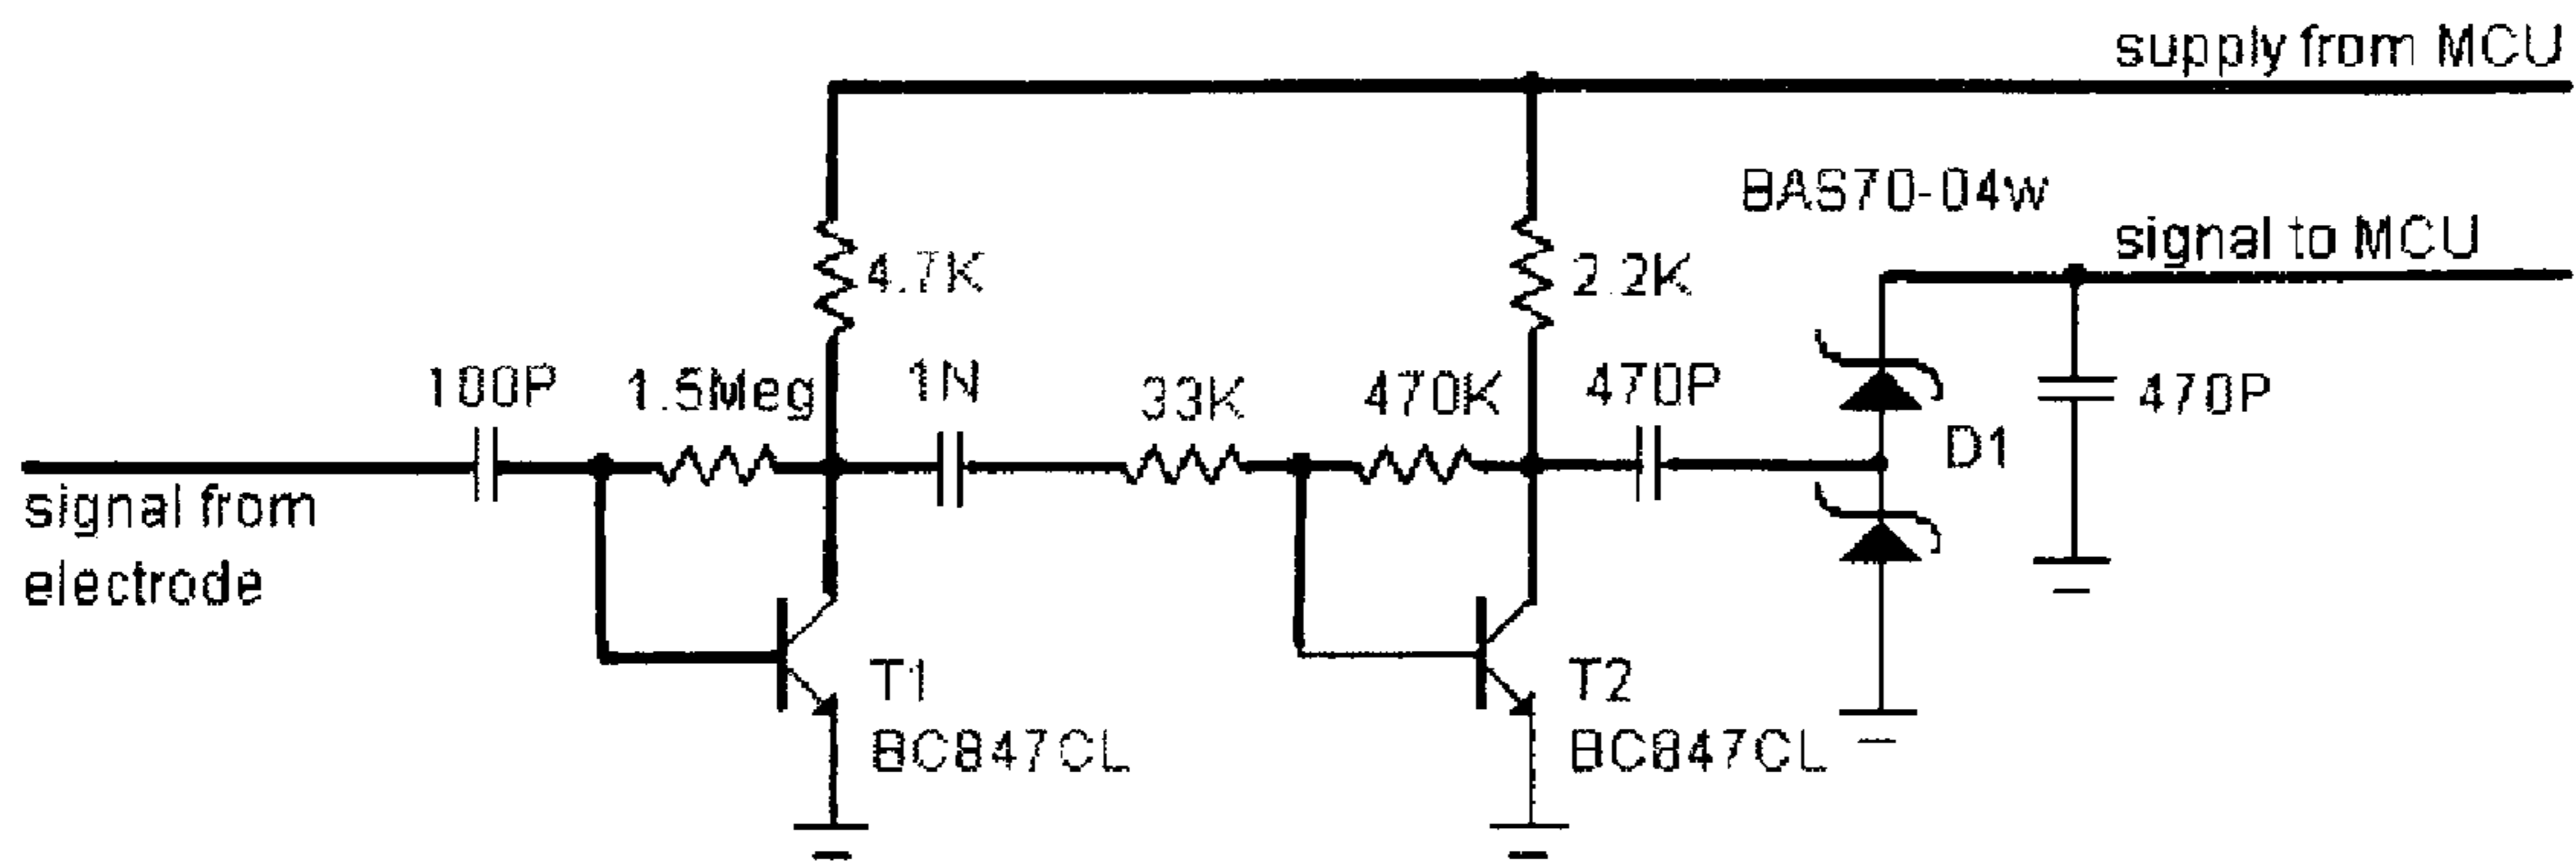 supply from MCU
BAS70-04w
signal to MCU
4.7K
2.2K
100P
1.5Meg
1N
33K
470K
470P
470P
D1
signal from
electrode
T1
BC847CL
T2
BC847CL